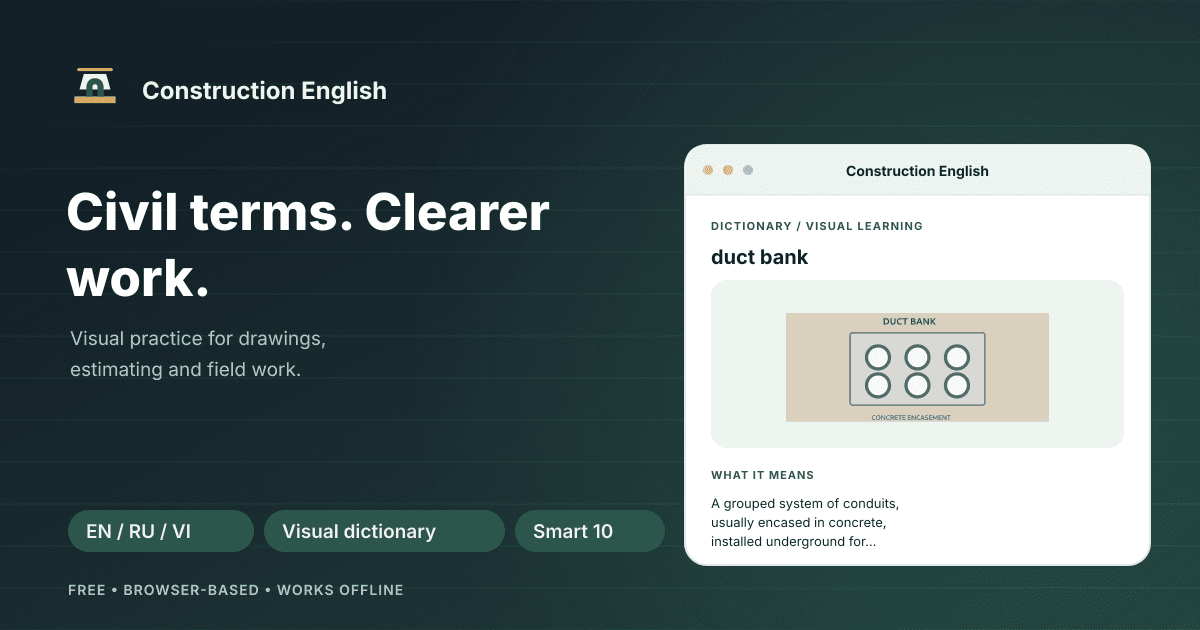 Construction English
Civil terms. Clearer
work.
Visual practice for drawings,
estimating and field work.
EN / RU / VI
Visual dictionary
Smart 10
FREE • BROWSER-BASED • WORKS OFFLINE
Construction English
DICTIONARY / VISUAL LEARNING
duct bank
DUCT BANK
CONCRETE ENCASEMENT
WHAT IT MEANS
A grouped system of conduits,
usually encased in concrete,
installed underground for...